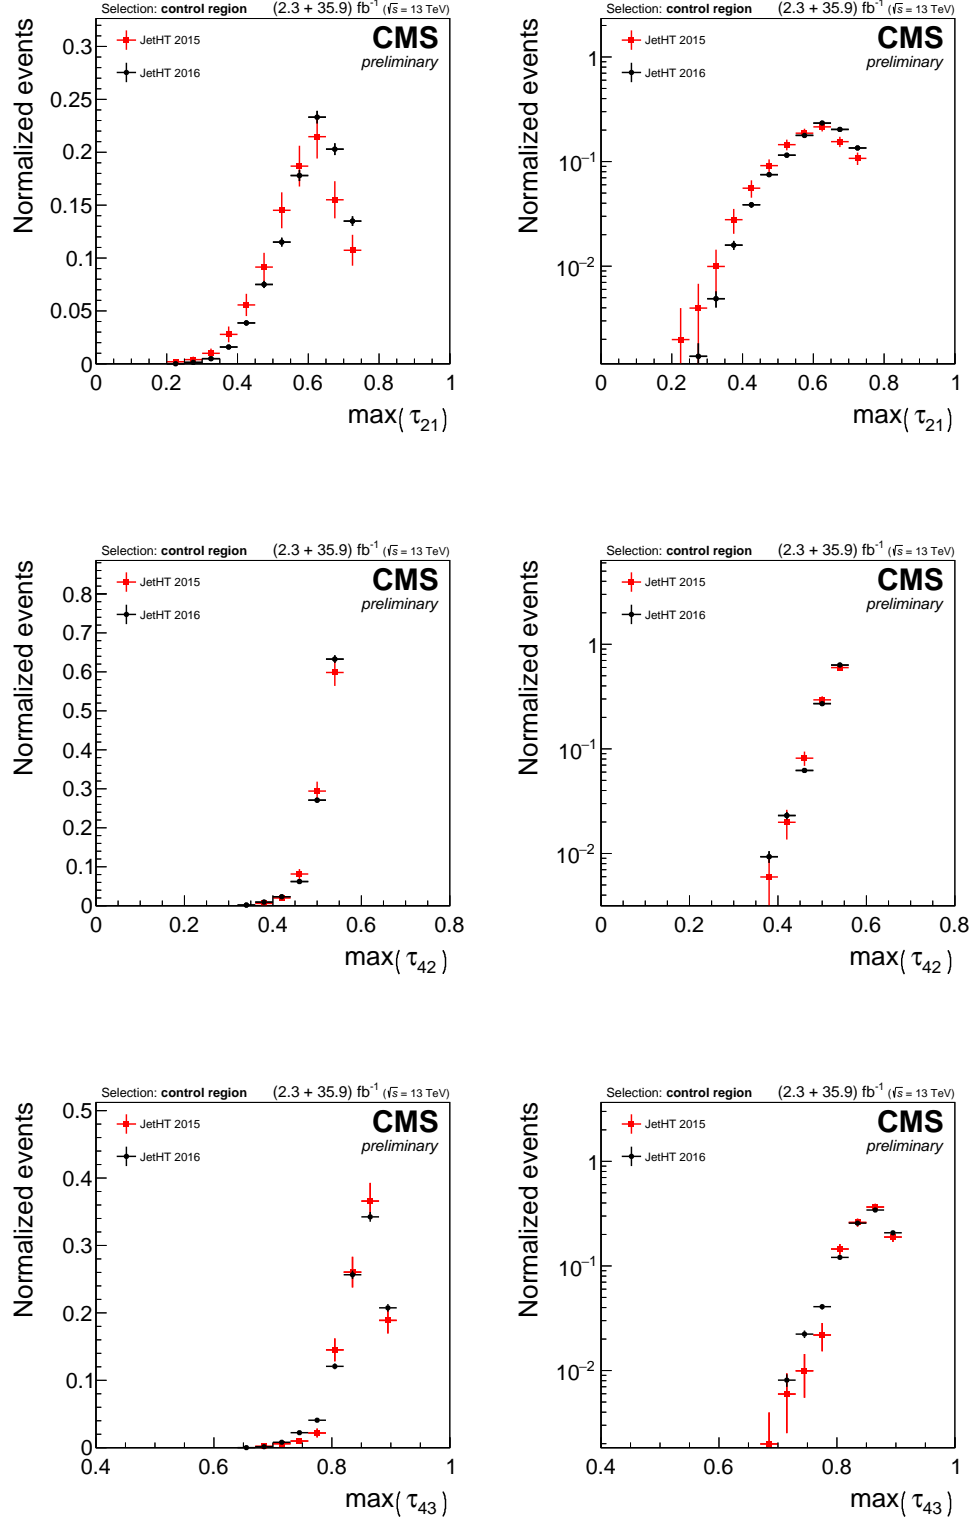 Selection: control region (2.3 + 35.9) fb⁻¹ (√s = 13 TeV)
CMS
preliminary
JetHT 2015
JetHT 2016
Normalized events
0.3
0.25
0.2
0.15
0.1
0.05
0
0 0.2 0.4 0.6 0.8 1
max(τ₂₁)
Selection: control region (2.3 + 35.9) fb⁻¹ (√s = 13 TeV)
CMS
preliminary
JetHT 2015
JetHT 2016
Normalized events
1
10⁻¹
10⁻²
0 0.2 0.4 0.6 0.8 1
max(τ₂₁)
Selection: control region (2.3 + 35.9) fb⁻¹ (√s = 13 TeV)
CMS
preliminary
JetHT 2015
JetHT 2016
Normalized events
0.8
0.7
0.6
0.5
0.4
0.3
0.2
0.1
0
0 0.2 0.4 0.6 0.8
max(τ₄₂)
Selection: control region (2.3 + 35.9) fb⁻¹ (√s = 13 TeV)
CMS
preliminary
JetHT 2015
JetHT 2016
Normalized events
1
10⁻¹
10⁻²
0 0.2 0.4 0.6 0.8
max(τ₄₂)
Selection: control region (2.3 + 35.9) fb⁻¹ (√s = 13 TeV)
CMS
preliminary
JetHT 2015
JetHT 2016
Normalized events
0.5
0.4
0.3
0.2
0.1
0
0.4 0.6 0.8 1
max(τ₄₃)
Selection: control region (2.3 + 35.9) fb⁻¹ (√s = 13 TeV)
CMS
preliminary
JetHT 2015
JetHT 2016
Normalized events
1
10⁻¹
10⁻²
0.4 0.6 0.8 1
max(τ₄₃)